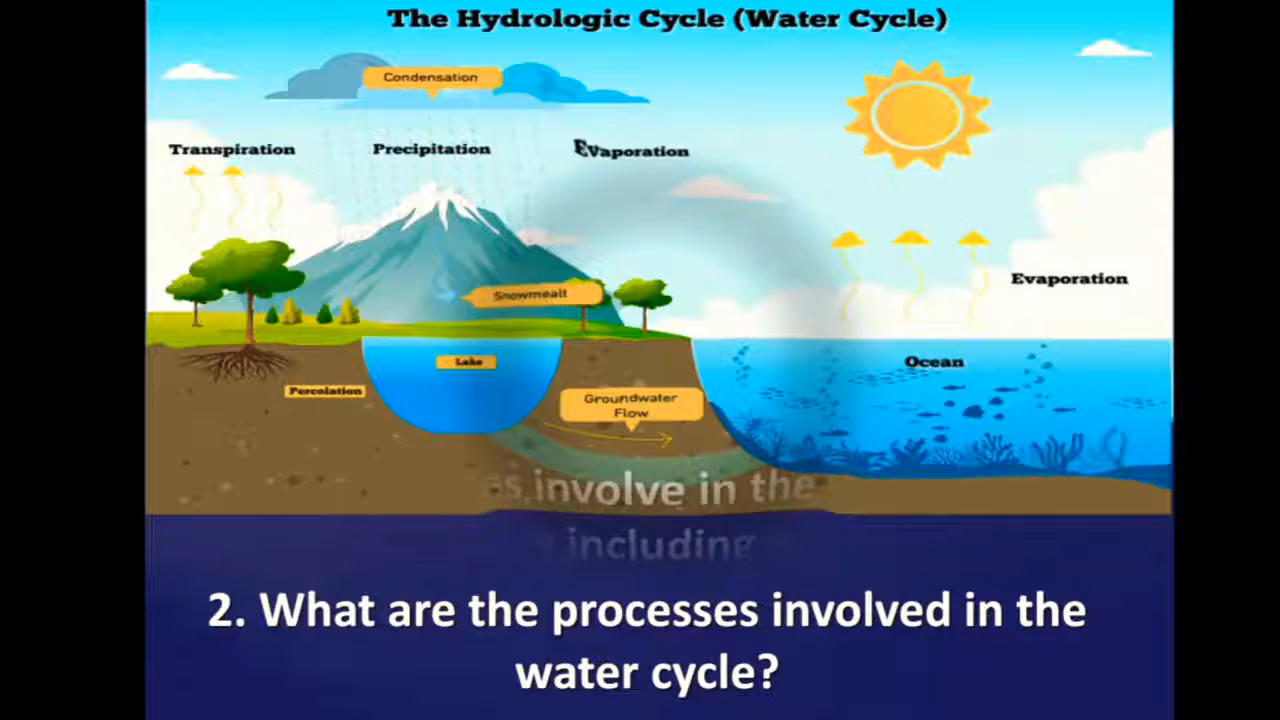 The Hydrologic Cycle (Water Cycle)
Condensation
Transpiration
Precipitation
Evaporation
Evaporation
Snowmealt
Lake
Ocean
Percolation
Groundwater
Flow
involve in the
including
2. What are the processes involved in the
water cycle?